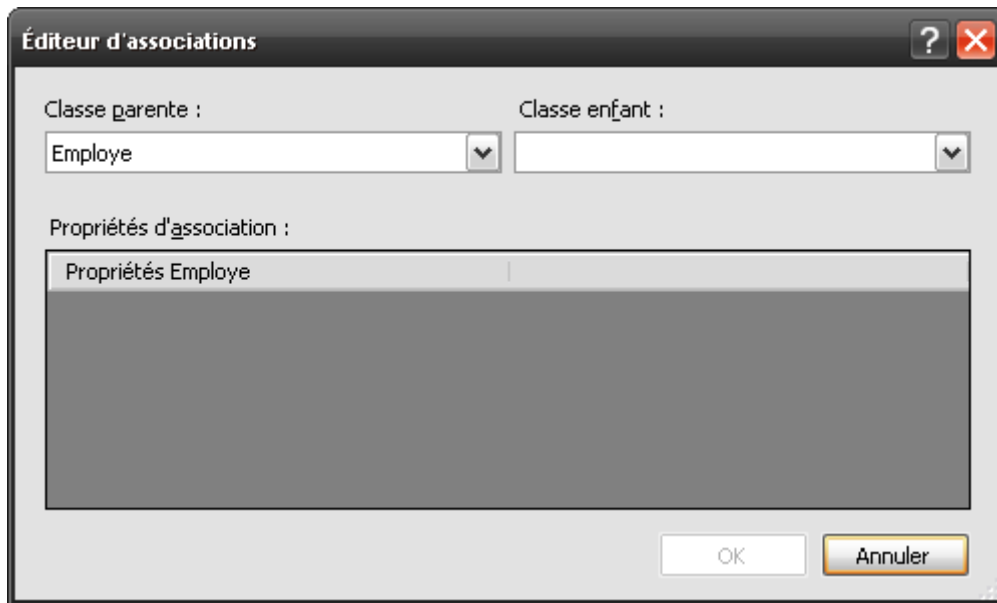 Éditeur d'associations
Classe parente :
Classe enfant :
Employe
Propriétés d'association :
Propriétés Employe
OK
Annuler